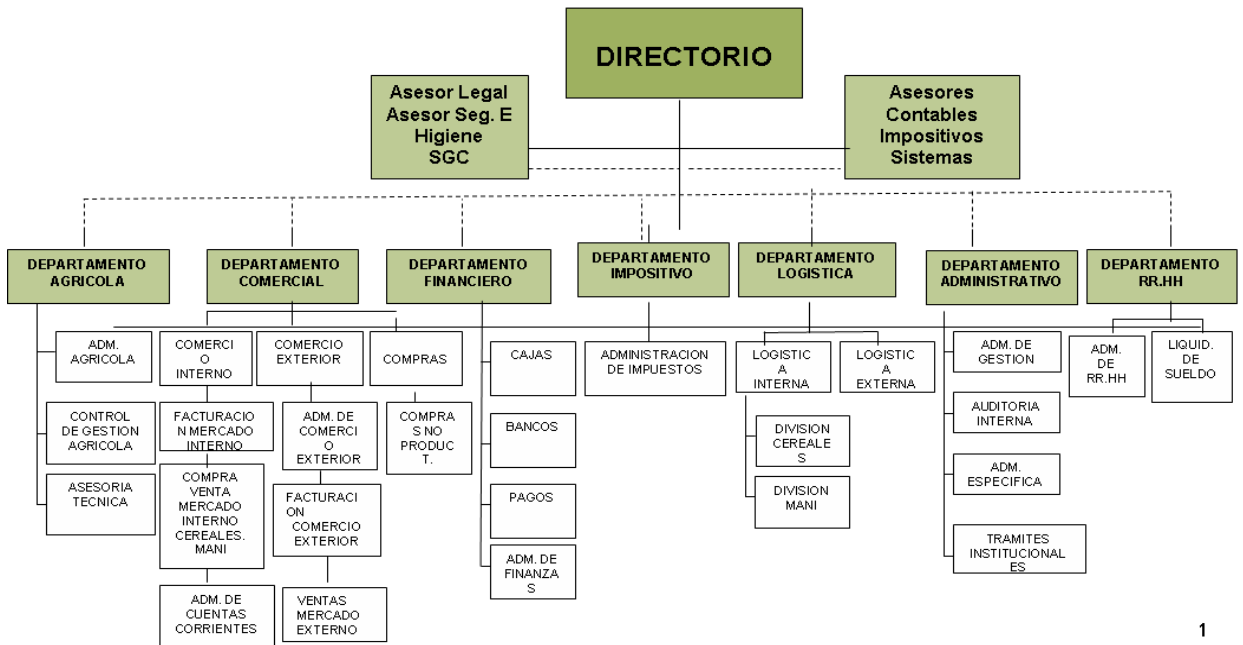 DIRECTORIO
Asesor Legal
Asesor Seg. E
Higiene
SGC
Asesores
Contables
Impositivos
Sistemas
DEPARTAMENTO
AGRICOLA
DEPARTAMENTO
COMERCIAL
DEPARTAMENTO
FINANCIERO
DEPARTAMENTO
IMPOSITIVO
DEPARTAMENTO
LOGISTICA
DEPARTAMENTO
ADMINISTRATIVO
DEPARTAMENTO
RR.HH
ADM.
AGRICOLA
CONTROL
DE GESTION
AGRICOLA
ASESORIA
TECNICA
COMERCI
O
INTERNO
FACTURACIO
N MERCADO
INTERNO
COMPRA
VENTA
MERCADO
INTERNO
CEREALES.
MANI
ADM. DE
CUENTAS
CORRIENTES
COMERCIO
EXTERIOR
ADM. DE
COMERCI
O
EXTERIOR
FACTURACI
ON
COMERCIO
EXTERIOR
VENTAS
MERCADO
EXTERNO
COMPRAS
COMPRA
S NO
PRODUC
T.
CAJAS
BANCOS
PAGOS
ADM. DE
FINANZA
S
ADMINISTRACION
DE IMPUESTOS
LOGISTIC
A
INTERNA
DIVISION
CEREALE
S
DIVISION
MANI
LOGISTIC
A
EXTERNA
ADM. DE
GESTION
AUDITORIA
INTERNA
ADM.
ESPECIFICA
TRAMITES
INSTITUCIONAL
ES
ADM.
DE
RR.HH
LIQUID.
DE
SUELDO
1